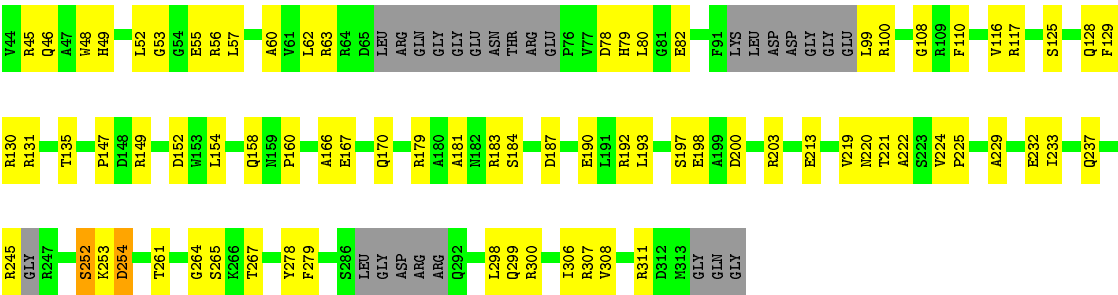 V44 R45 Q46 A47 W48 H49 L52 G53 G54 E55 R56 L57 A60 V61 L62 R63 R64 D65 LEU ARG GLN GLY GLY GLU ASN THR ARG GLU P76 V77 D78 H79 L80 G81 E82 F91 LYS LEU ASP ASP GLY GLY GLU L99 R100 G108 R109 F110 V116 R117 S125 Q128 F129
R130 R131 T135 P147 D148 R149 D152 W153 L154 Q158 N159 P160 A166 E167 Q170 R179 A180 A181 N182 R183 S184 D187 E190 L191 R192 L193 S197 E198 A199 D200 R203 E213 V219 N220 T221 A222 S223 V224 P225 A229 E232 I233 Q237
R245 GLY R247 S252 K253 D254 T261 G264 S265 K266 T267 Y278 F279 S286 LEU GLY ASP ARG ARG Q292 L298 Q299 R300 I306 R307 V308 R311 D312 M313 GLY GLN GLY